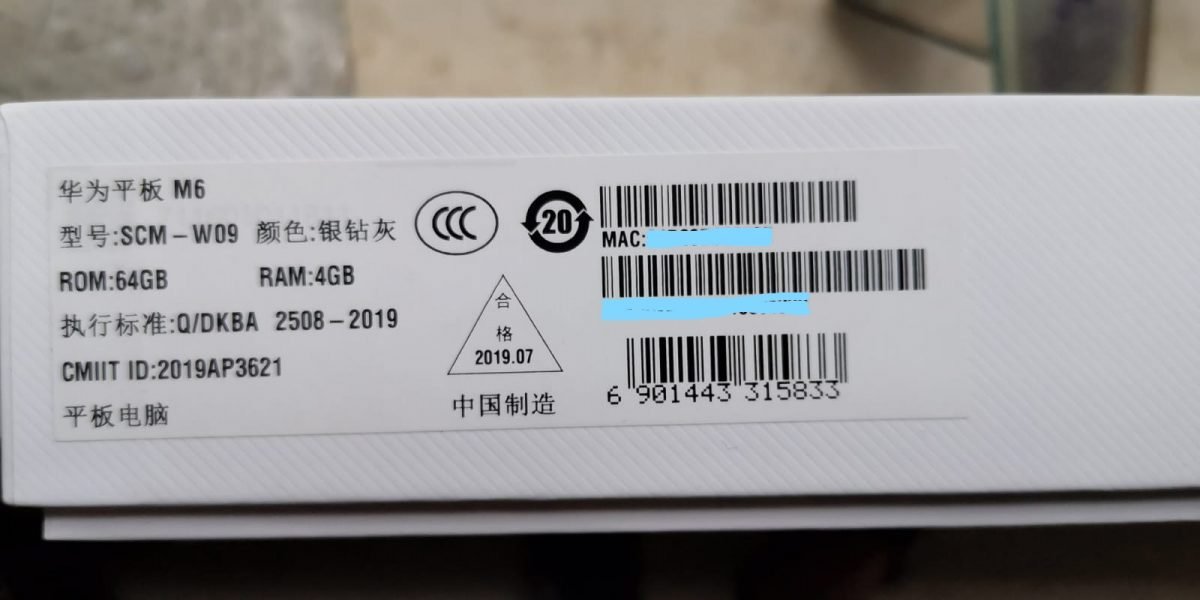 华为平板 M6
型号:SCM-W09 颜色:银钻灰
ROM:64GB RAM:4GB
执行标准:Q/DKBA 2508-2019
CMIIT ID:2019AP3621
平板电脑
CCC
20
合
格
2019.07
中国制造
MAC:
6 901443 315833